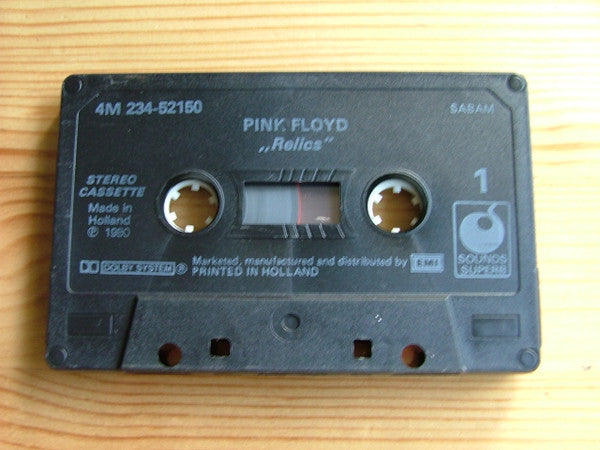 4M 234-52150
SABAM
PINK FLOYD
„Relics"
STEREO
CASSETTE
1
Made in
Holland
℗ 1980
DOLBY SYSTEM ®
Marketed, manufactured and distributed by EMI
PRINTED IN HOLLAND
SOUNDS
SUPERB